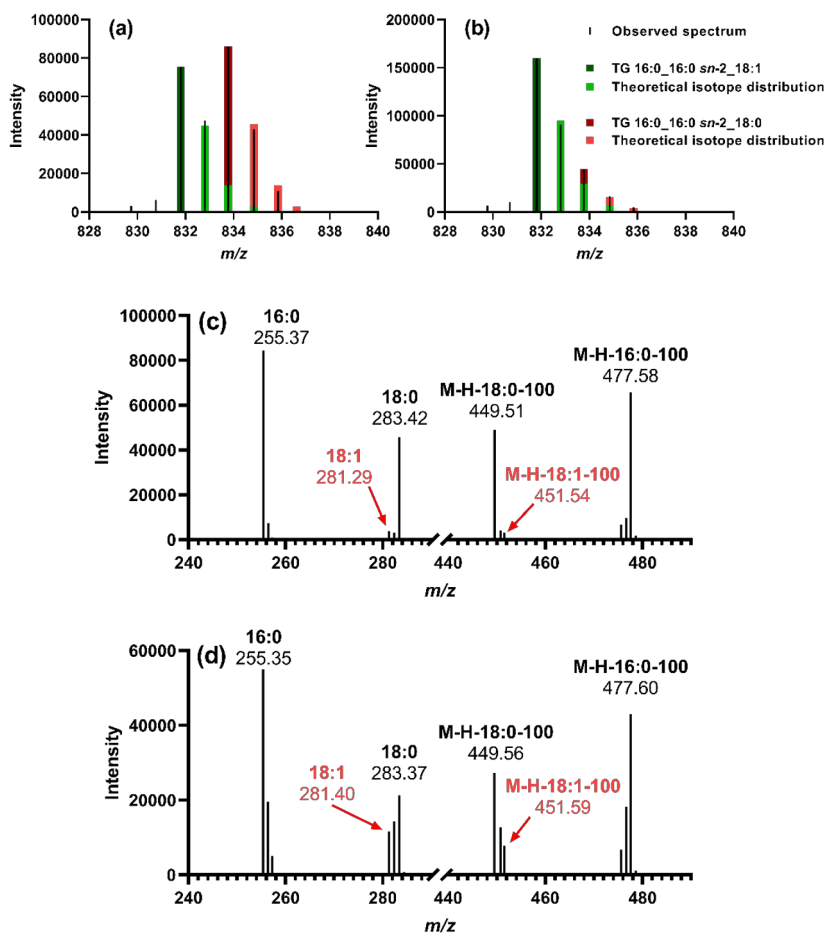 (a)
Intensity
100000
80000
60000
40000
20000
0
828 830 832 834 836 838 840
m/z
(b)
Intensity
200000
150000
100000
50000
0
828 830 832 834 836 838 840
m/z
Observed spectrum
TG 16:0_16:0 sn-2_18:1
Theoretical isotope distribution
TG 16:0_16:0 sn-2_18:0
Theoretical isotope distribution
(c)
Intensity
100000
80000
60000
40000
20000
0
16:0
255.37
18:1
281.29
18:0
283.42
M-H-18:0-100
449.51
M-H-18:1-100
451.54
M-H-16:0-100
477.58
240 260 280 440 460 480
m/z
(d)
Intensity
60000
40000
20000
0
16:0
255.35
18:1
281.40
18:0
283.37
M-H-18:0-100
449.56
M-H-18:1-100
451.59
M-H-16:0-100
477.60
240 260 280 440 460 480
m/z